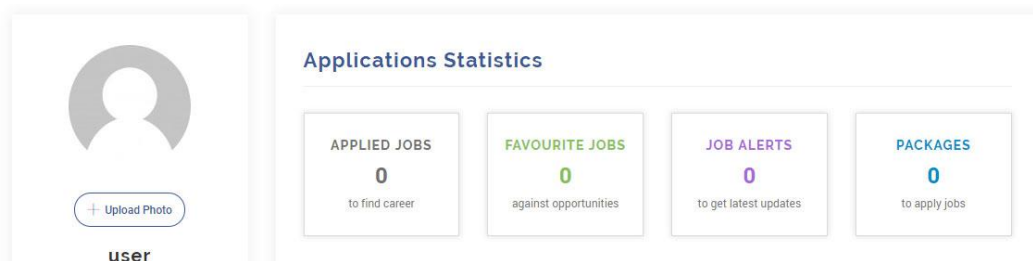 Applications Statistics
APPLIED JOBS
0
to find career
FAVOURITE JOBS
0
against opportunities
JOB ALERTS
0
to get latest updates
PACKAGES
0
to apply jobs
Upload Photo
user